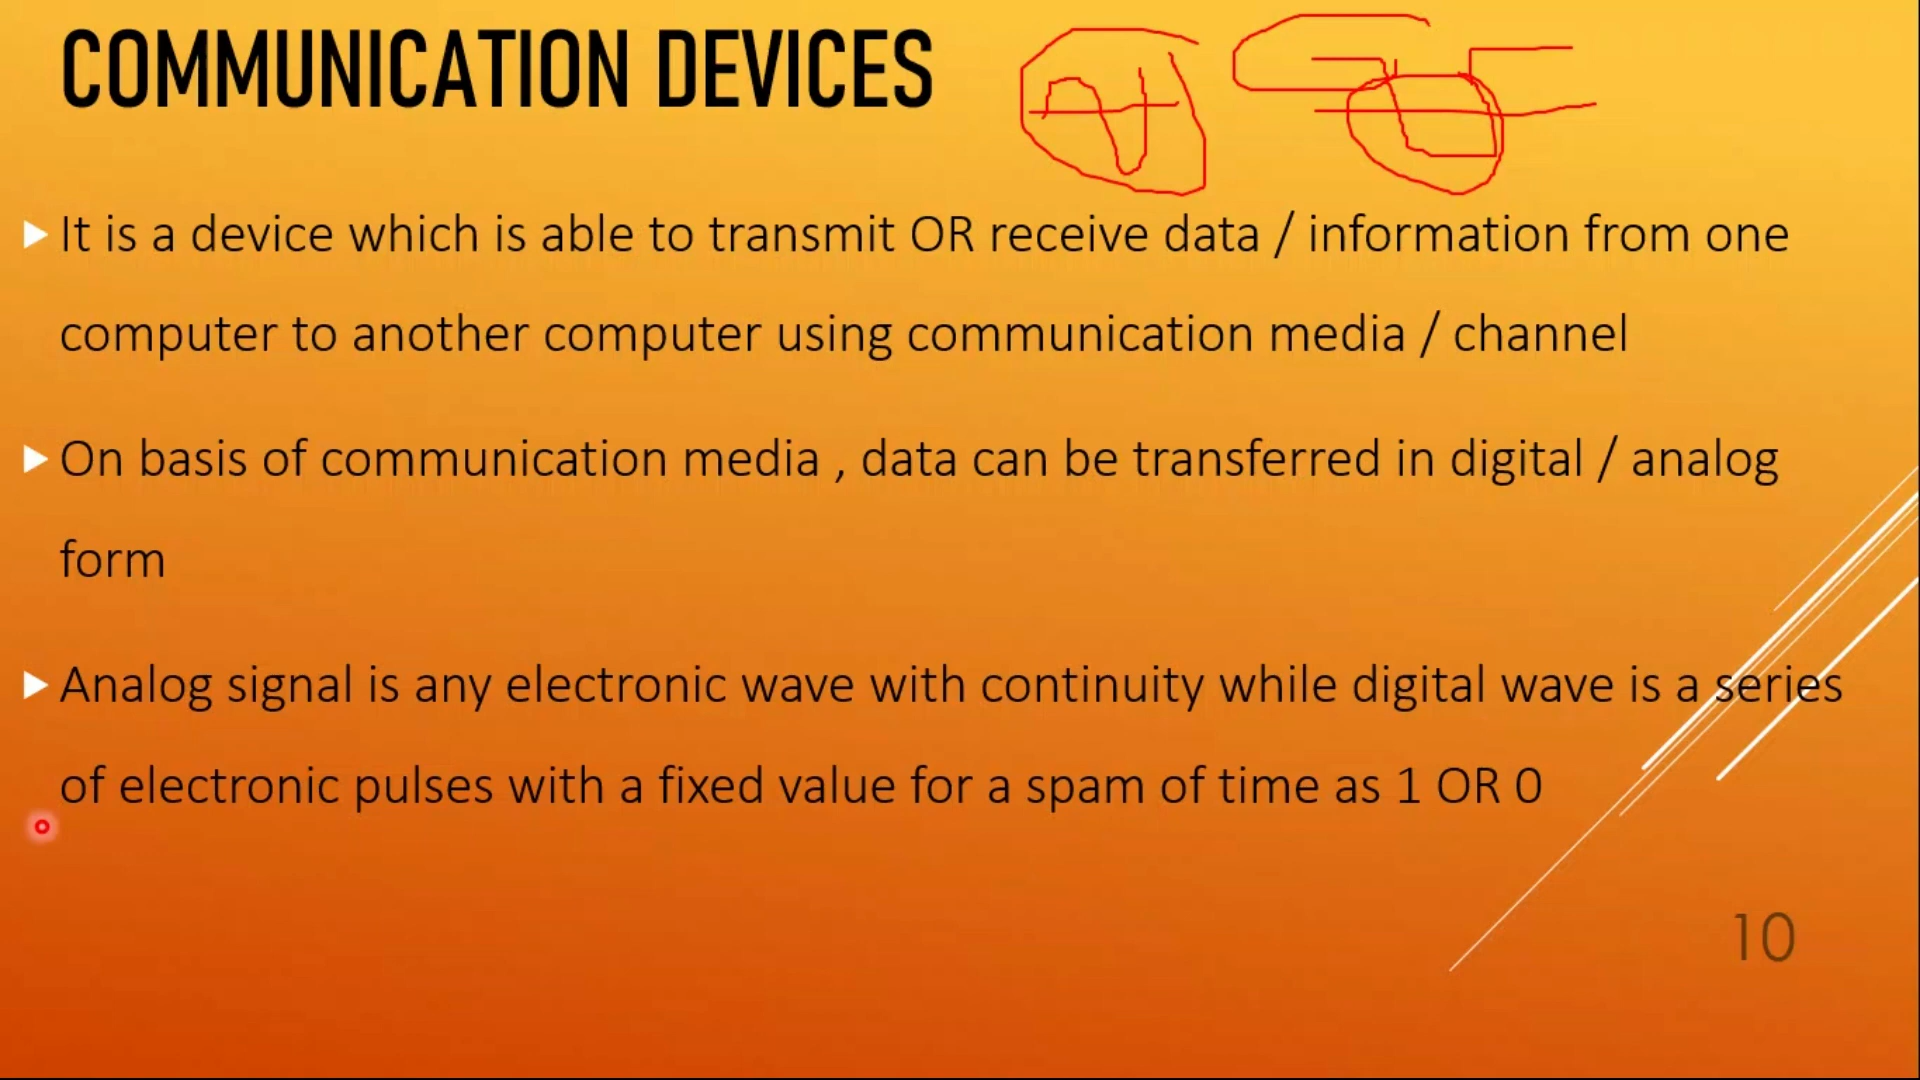 COMMUNICATION DEVICES
It is a device which is able to transmit OR receive data / information from one
computer to another computer using communication media / channel
On basis of communication media , data can be transferred in digital / analog
form
Analog signal is any electronic wave with continuity while digital wave is a series
of electronic pulses with a fixed value for a spam of time as 1 OR 0
10